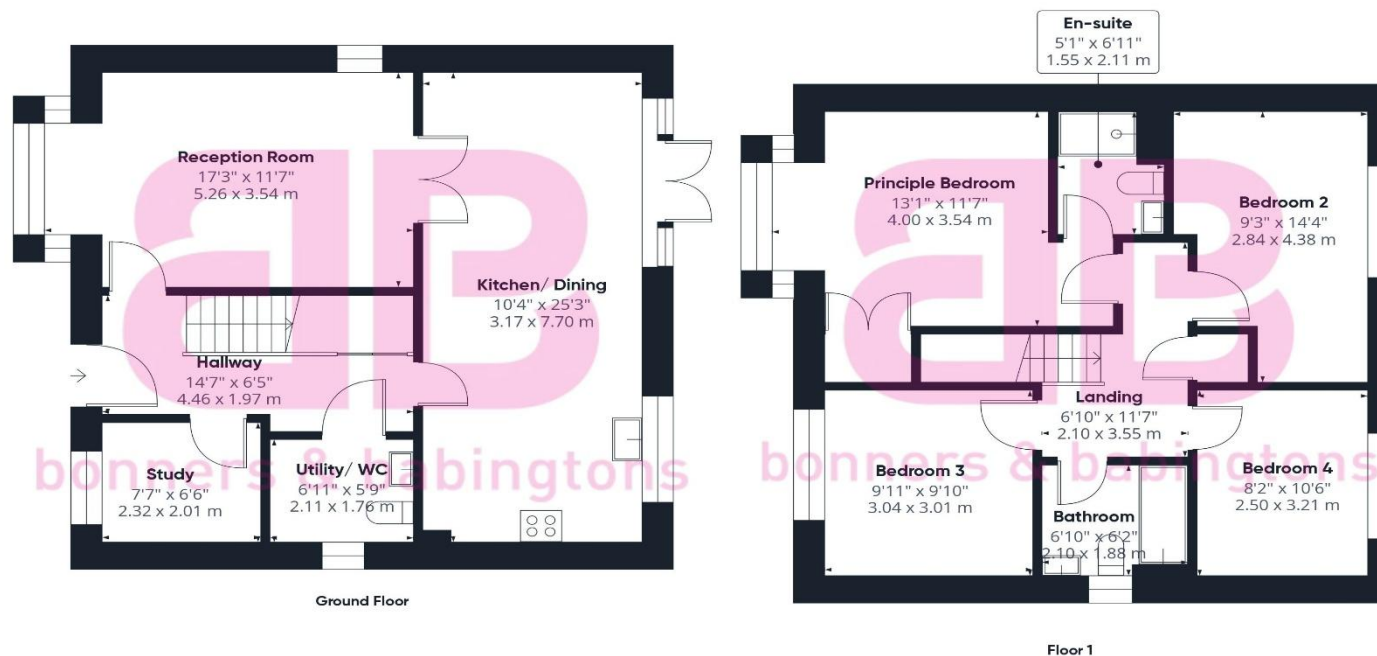 Reception Room
17'3" x 11'7"
5.26 x 3.54 m
Kitchen/ Dining
10'4" x 25'3"
3.17 x 7.70 m
Hallway
14'7" x 6'5"
4.46 x 1.97 m
Study
7'7" x 6'6"
2.32 x 2.01 m
Utility/ WC
6'11" x 5'9"
2.11 x 1.76 m
bonners & babingtons
Ground Floor
En-suite
5'1" x 6'11"
1.55 x 2.11 m
Principle Bedroom
13'1" x 11'7"
4.00 x 3.54 m
Bedroom 2
9'3" x 14'4"
2.84 x 4.38 m
Landing
6'10" x 11'7"
2.10 x 3.55 m
Bedroom 3
9'11" x 9'10"
3.04 x 3.01 m
Bathroom
6'10" x 6'2"
2.10 x 1.88 m
Bedroom 4
8'2" x 10'6"
2.50 x 3.21 m
bonners & babingtons
Floor 1